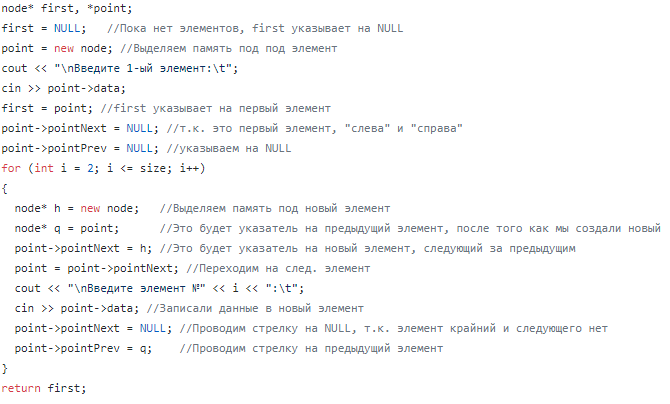 node* first, *point;
first = NULL;   //Пока нет элементов, first указывает на NULL
point = new node; //Выделяем память под под элемент
cout << "\nВведите 1-ый элемент:\t";
cin >> point->data;
first = point; //first указывает на первый элемент
point->pointNext = NULL; //т.к. это первый элемент, "слева" и "справа"
point->pointPrev = NULL; //указываем на NULL
for (int i = 2; i <= size; i++)
{
  node* h = new node;   //Выделяем память под новый элемент
  node* q = point;      //Это будет указатель на предыдущий элемент, после того как мы создали новый
  point->pointNext = h; //Это будет указатель на новый элемент, следующий за предыдущим
  point = point->pointNext; //Переходим на след. элемент
  cout << "\nВведите элемент №" << i << ":\t";
  cin >> point->data; //Записали данные в новый элемент
  point->pointNext = NULL; //Проводим стрелку на NULL, т.к. элемент крайний и следующего нет
  point->pointPrev = q;    //Проводим стрелку на предыдущий элемент
}
return first;